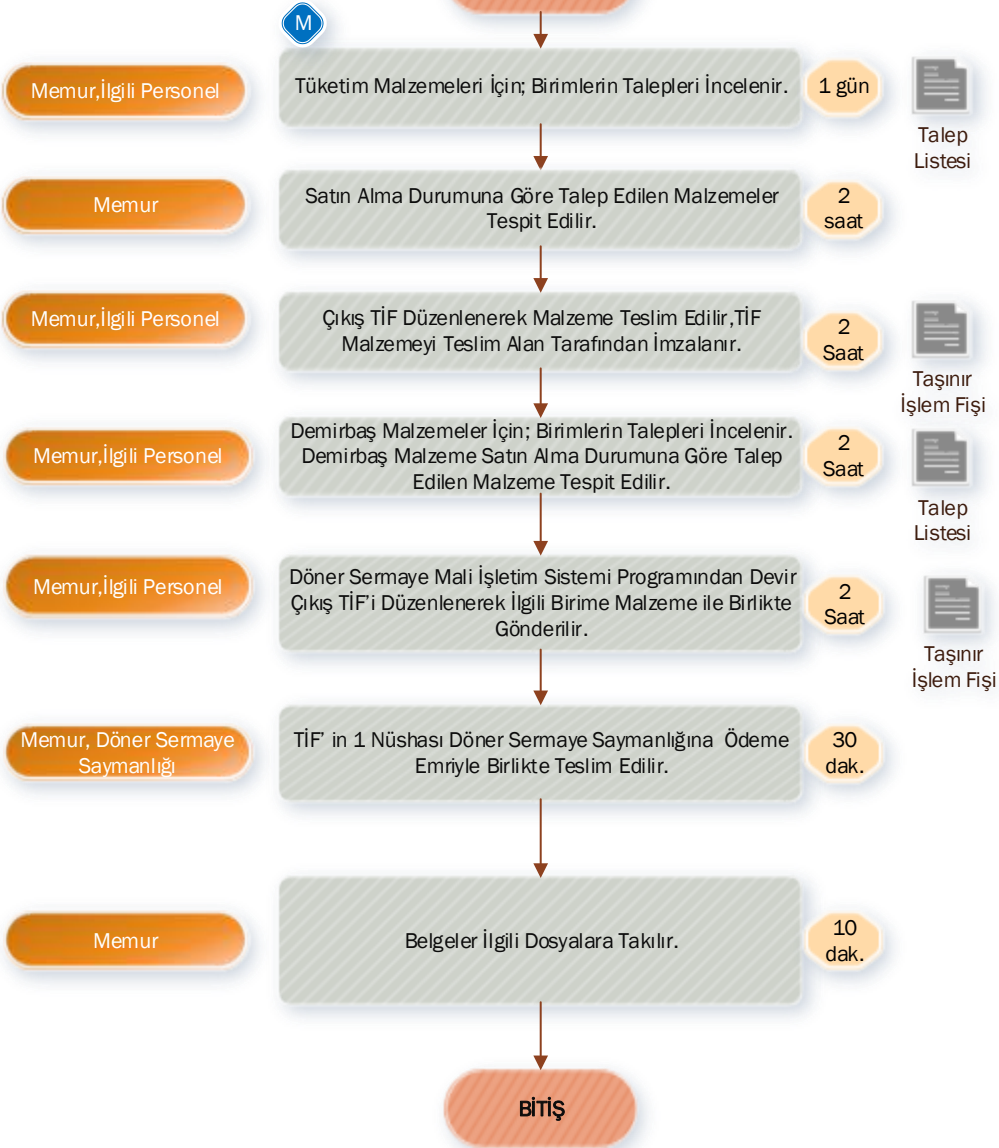 M
Memur,İlgili Personel
Tüketim Malzemeleri İçin; Birimlerin Talepleri İncelenir.
1 gün
Talep
Listesi
Memur
Satın Alma Durumuna Göre Talep Edilen Malzemeler
Tespit Edilir.
2
saat
Memur,İlgili Personel
Çıkış TİF Düzenlenerek Malzeme Teslim Edilir,TİF
Malzemeyi Teslim Alan Tarafından İmzalanır.
2
Saat
Taşınır
İşlem Fişi
Memur,İlgili Personel
Demirbaş Malzemeler İçin; Birimlerin Talepleri İncelenir.
Demirbaş Malzeme Satın Alma Durumuna Göre Talep
Edilen Malzeme Tespit Edilir.
2
Saat
Talep
Listesi
Memur,İlgili Personel
Döner Sermaye Mali İşletim Sistemi Programından Devir
Çıkış TİF'i Düzenlenerek İlgili Birime Malzeme ile Birlikte
Gönderilir.
2
Saat
Taşınır
İşlem Fişi
Memur, Döner Sermaye
Saymanlığı
TİF' in 1 Nüshası Döner Sermaye Saymanlığına Ödeme
Emriyle Birlikte Teslim Edilir.
30
dak.
Memur
Belgeler İlgili Dosyalara Takılır.
10
dak.
BİTİŞ